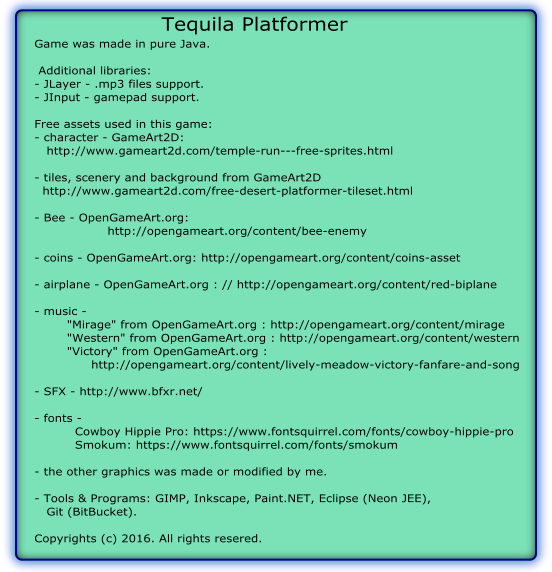 Tequila Platformer
Game was made in pure Java.
Additional libraries:
- JLayer - .mp3 files support.
- JInput - gamepad support.
Free assets used in this game:
- character - GameArt2D:
http://www.gameart2d.com/temple-run---free-sprites.html
- tiles, scenery and background from GameArt2D
http://www.gameart2d.com/free-desert-platformer-tileset.html
- Bee - OpenGameArt.org:
http://opengameart.org/content/bee-enemy
- coins - OpenGameArt.org: http://opengameart.org/content/coins-asset
- airplane - OpenGameArt.org : // http://opengameart.org/content/red-biplane
- music -
"Mirage" from OpenGameArt.org : http://opengameart.org/content/mirage
"Western" from OpenGameArt.org : http://opengameart.org/content/western
"Victory" from OpenGameArt.org :
http://opengameart.org/content/lively-meadow-victory-fanfare-and-song
- SFX - http://www.bfxr.net/
- fonts -
Cowboy Hippie Pro: https://www.fontsquirrel.com/fonts/cowboy-hippie-pro
Smokum: https://www.fontsquirrel.com/fonts/smokum
- the other graphics was made or modified by me.
- Tools & Programs: GIMP, Inkscape, Paint.NET, Eclipse (Neon JEE),
Git (BitBucket).
Copyrights (c) 2016. All rights resered.